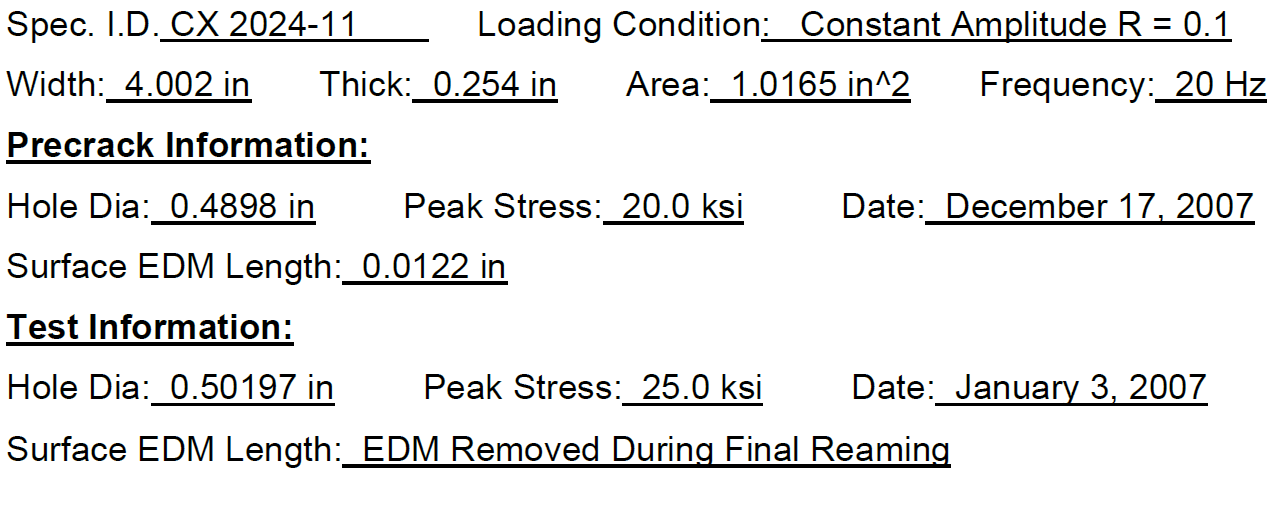 Spec. I.D. CX 2024-11 Loading Condition: Constant Amplitude R = 0.1
Width: 4.002 in Thick: 0.254 in Area: 1.0165 in^2 Frequency: 20 Hz
Precrack Information:
Hole Dia: 0.4898 in Peak Stress: 20.0 ksi Date: December 17, 2007
Surface EDM Length: 0.0122 in
Test Information:
Hole Dia: 0.50197 in Peak Stress: 25.0 ksi Date: January 3, 2007
Surface EDM Length: EDM Removed During Final Reaming